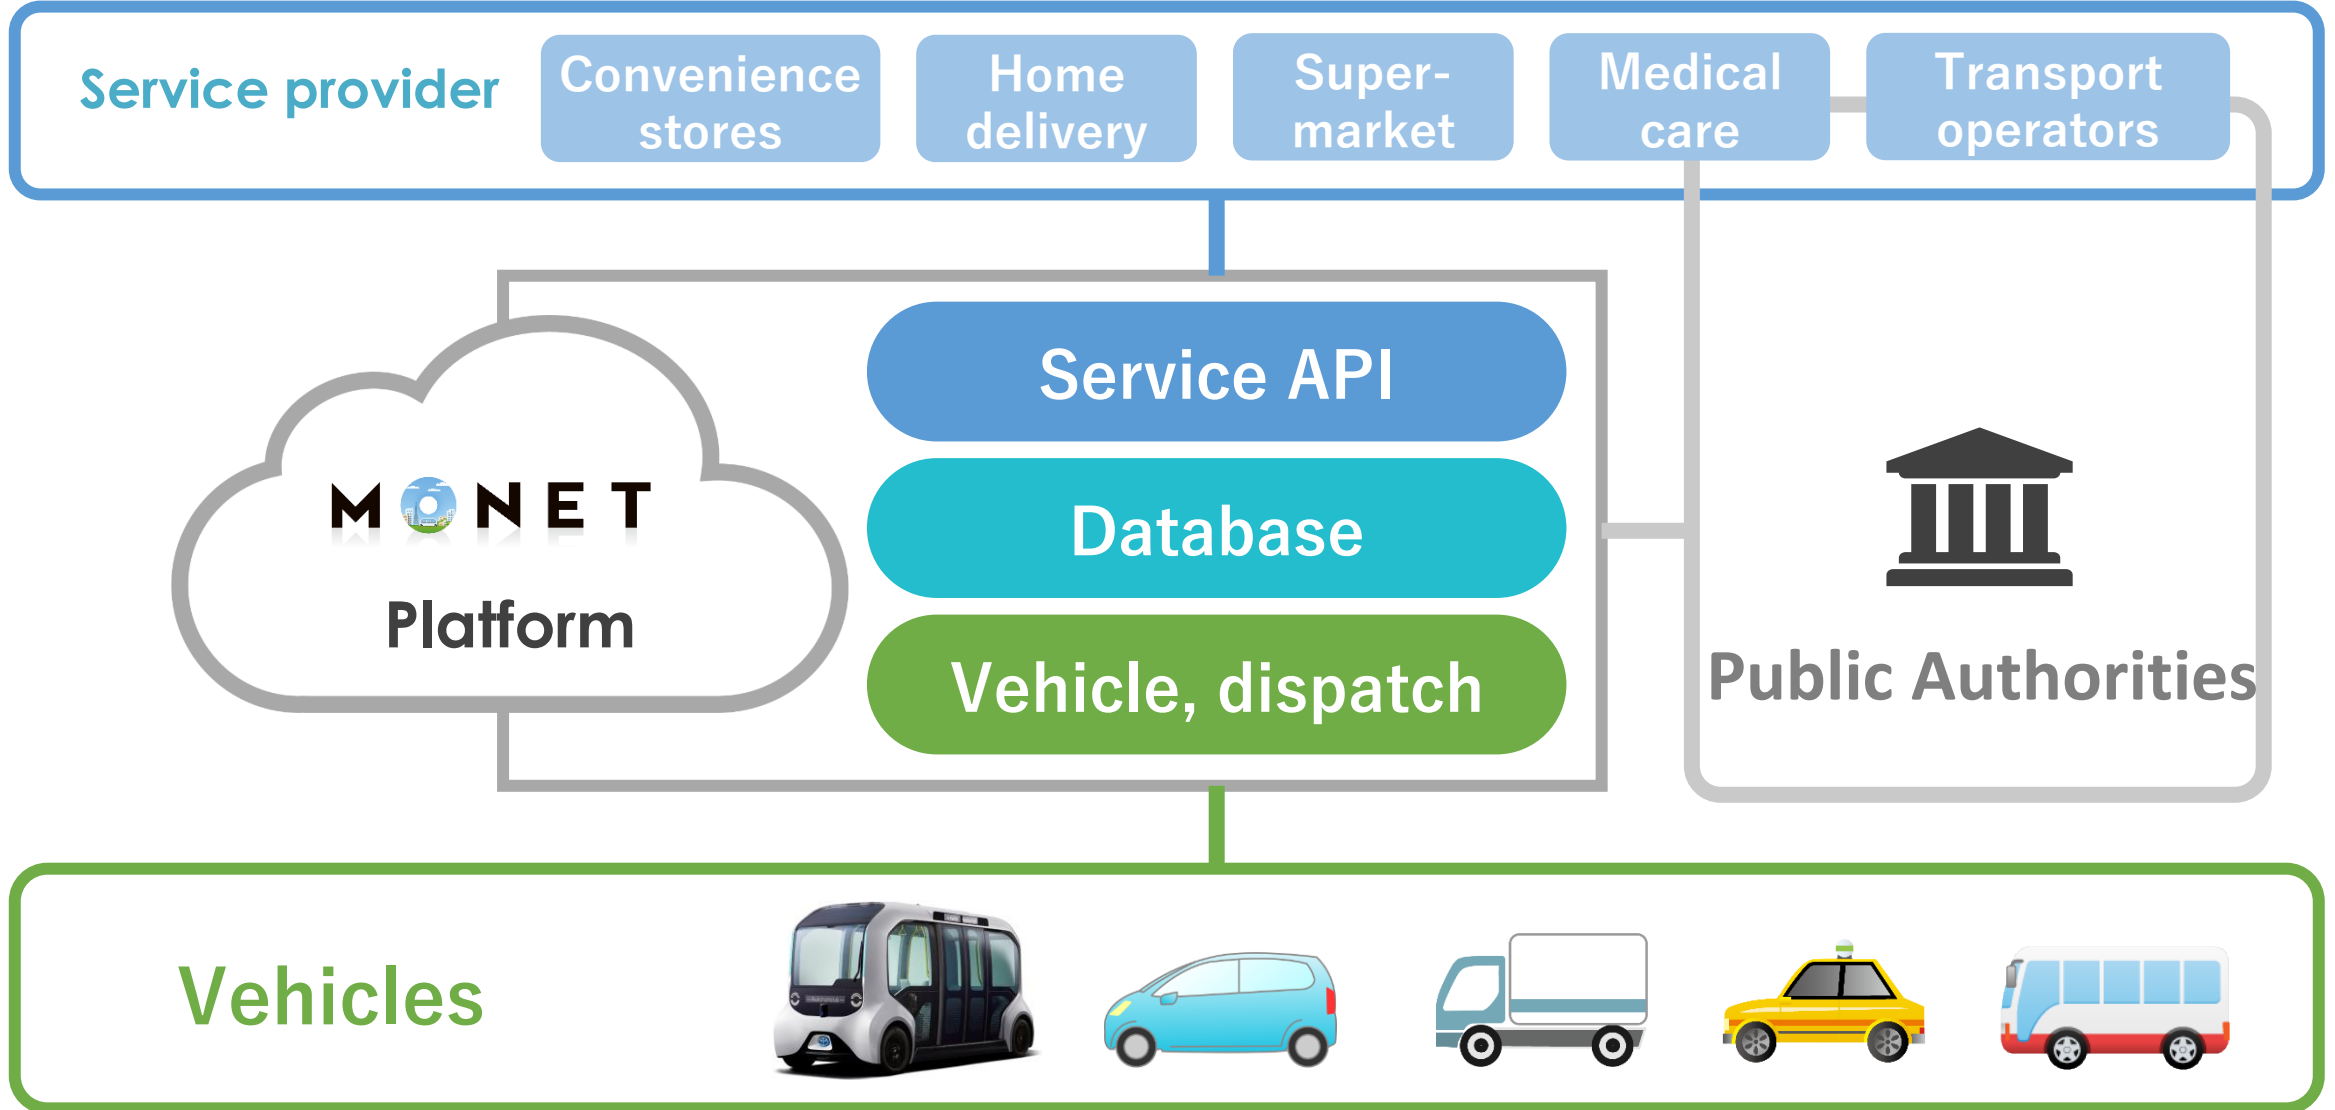 Service provider
Convenience
stores
Home
delivery
Super-
market
Medical
care
Transport
operators
MONET
Platform
Service API
Database
Vehicle, dispatch
Public Authorities
Vehicles